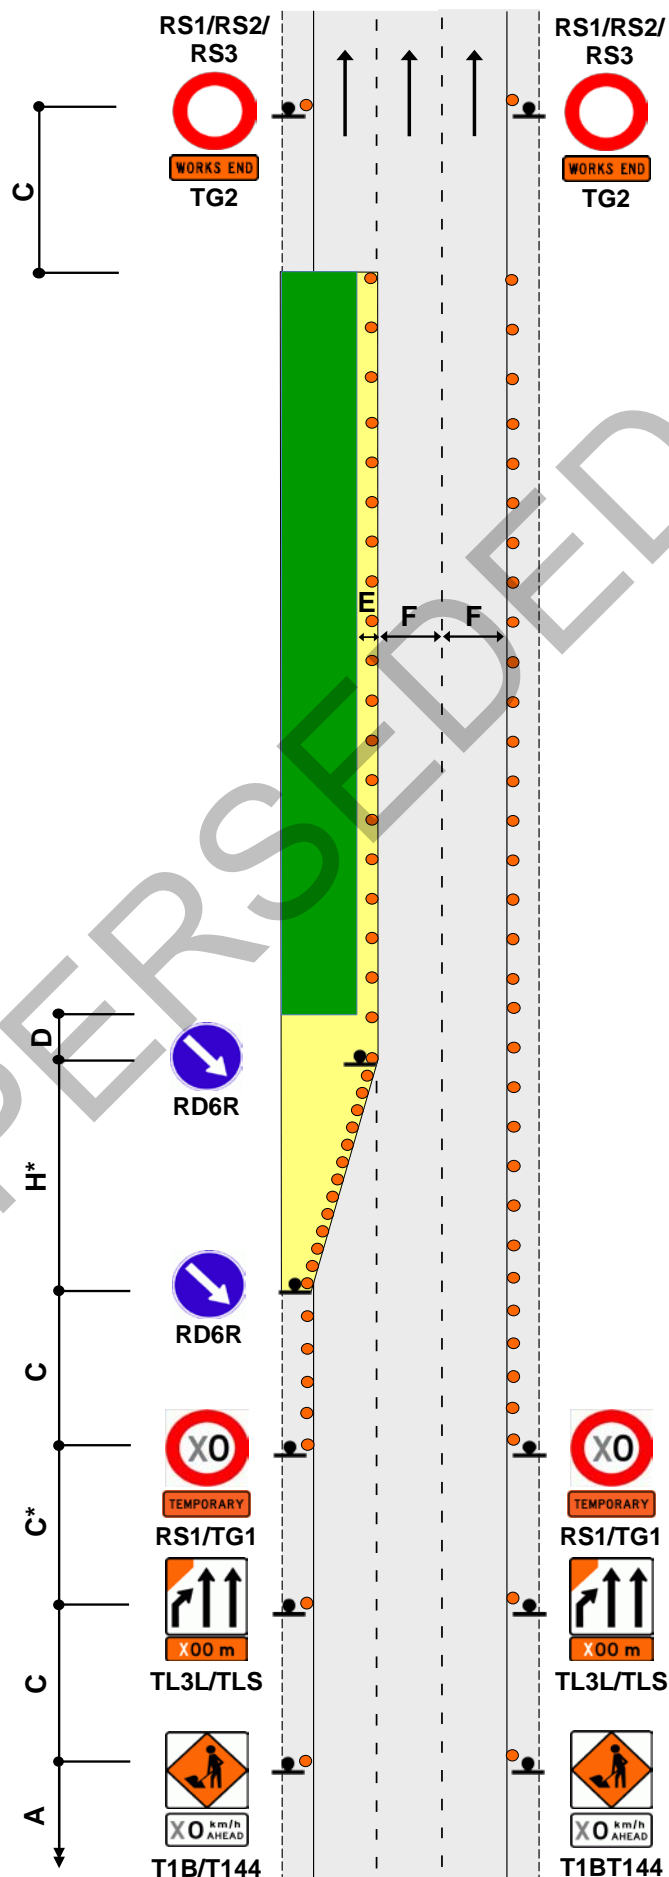 RS1/RS2/
RS3
WORKS END
TG2
RS1/RS2/
RS3
WORKS END
TG2
C
SUPERSEDED
E
F
F
D
RD6R
H*
RD6R
C
X0
TEMPORARY
RS1/TG1
X0
TEMPORARY
RS1/TG1
C*
X00 m
TL3L/TLS
X00 m
TL3L/TLS
C
X0 km/h
AHEAD
T1B/T144
X0 km/h
AHEAD
T1BT144
A